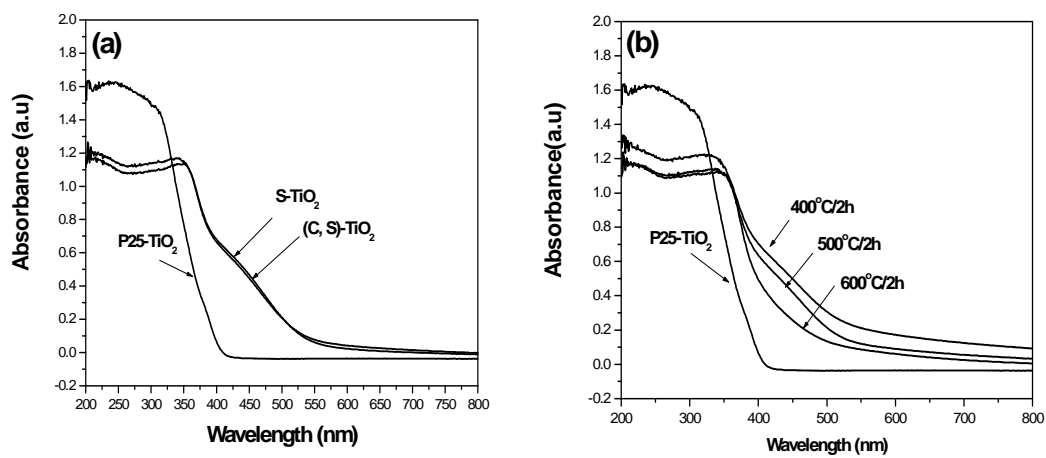 (a)
Absorbance (a.u)
2.0
1.8
1.6
1.4
1.2
1.0
0.8
0.6
0.4
0.2
0.0
-0.2
S-TiO2
(C, S)-TiO2
P25-TiO2
200 250 300 350 400 450 500 550 600 650 700 750 800
Wavelength (nm)
(b)
Absorbance(a.u)
2.0
1.8
1.6
1.4
1.2
1.0
0.8
0.6
0.4
0.2
0.0
-0.2
400°C/2h
500°C/2h
600°C/2h
P25-TiO2
200 300 400 500 600 700 800
Wavelength (nm)